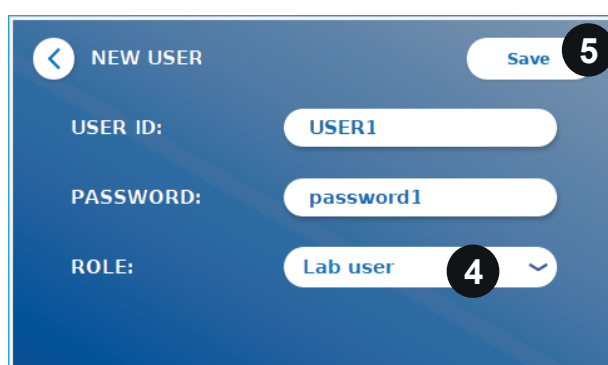 NEW USER
Save 5
USER ID: USER1
PASSWORD: password1
ROLE: Lab user 4